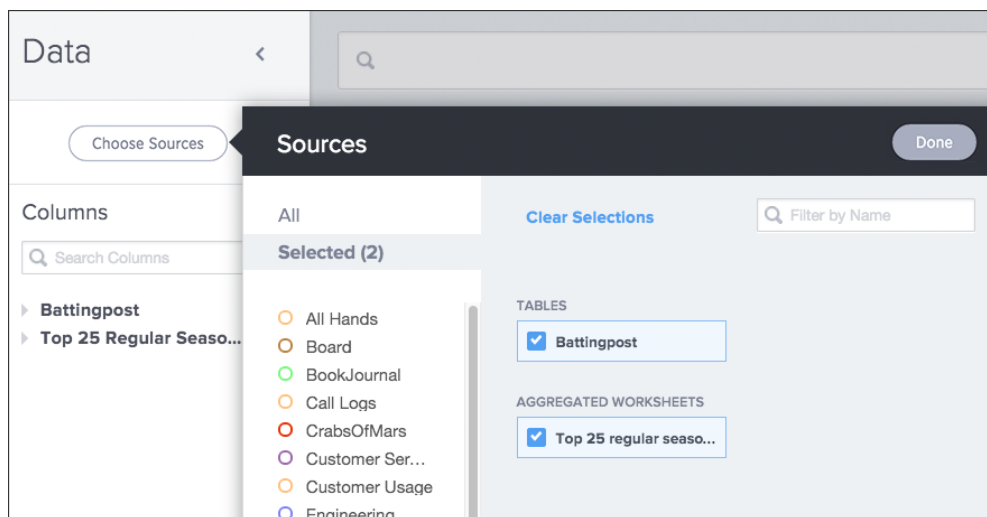 Data
Choose Sources
Columns
Search Columns
Battingpost
Top 25 Regular Seaso...
Sources
Done
All
Selected (2)
All Hands
Board
BookJournal
Call Logs
CrabsOfMars
Customer Ser...
Customer Usage
Engineering
Clear Selections
Filter by Name
TABLES
Battingpost
AGGREGATED WORKSHEETS
Top 25 regular seaso...